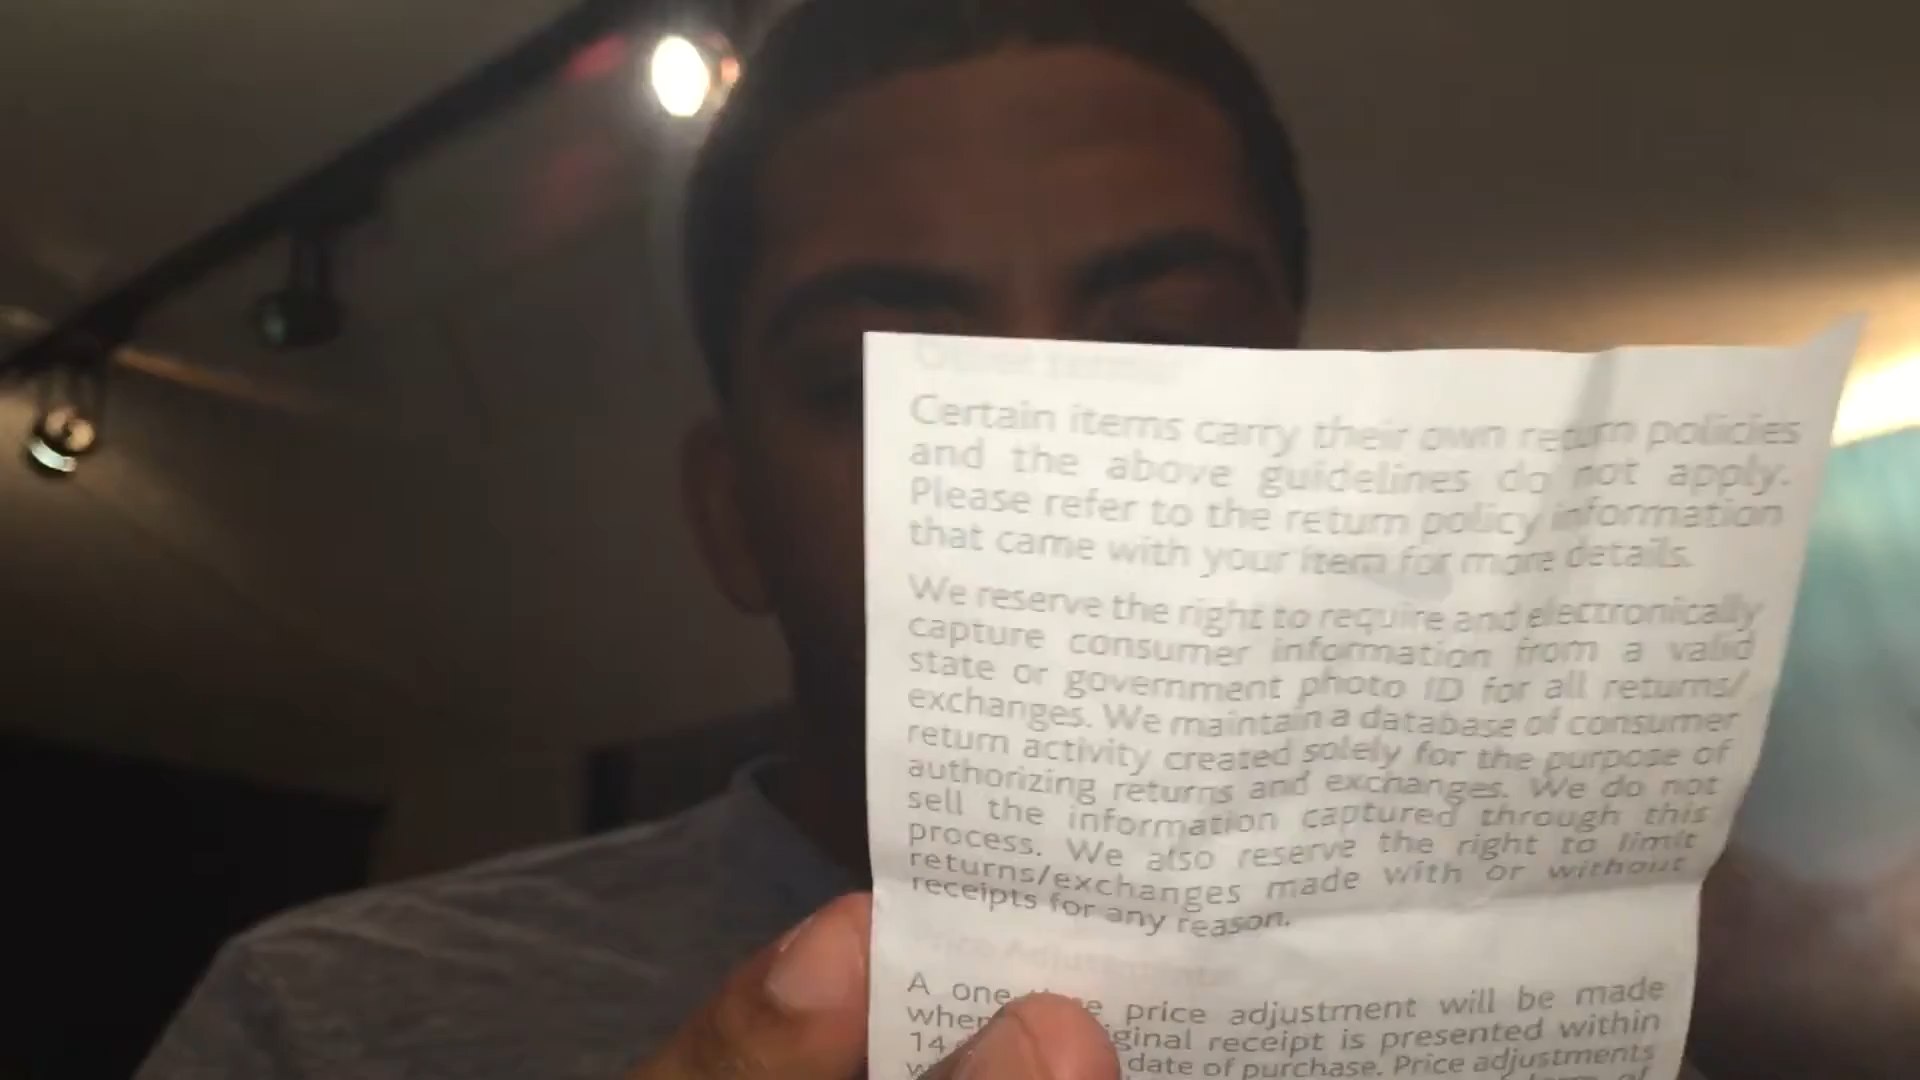 Certain items carry their own return policies
and the above guidelines do not apply.
Please refer to the return policy information
that came with your item for more details.
We reserve the right to require and electronically
capture consumer information from a valid
state or government photo ID for all returns/
exchanges. We maintain a database of consumer
return activity created solely for the purpose of
authorizing returns and exchanges. We do not
sell the information captured through this
process. We also reserve the right to limit
returns/exchanges made with or without
receipts for any reason.
Price Adjustments
A one price adjustment will be made
when ginal receipt is presented within
14 date of purchase. Price adjustments